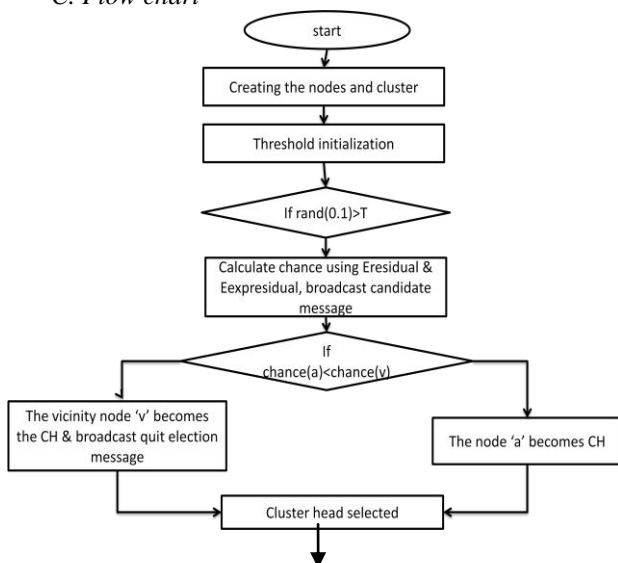 C. Flow chart
start
Creating the nodes and cluster
Threshold initialization
If rand(0.1)>T
Calculate chance using Eresidual &
Eexpresidual, broadcast candidate
message
If
chance(a)<chance(v)
The vicinity node ‘v’ becomes
the CH & broadcast quit election
message
The node ‘a’ becomes CH
Cluster head selected